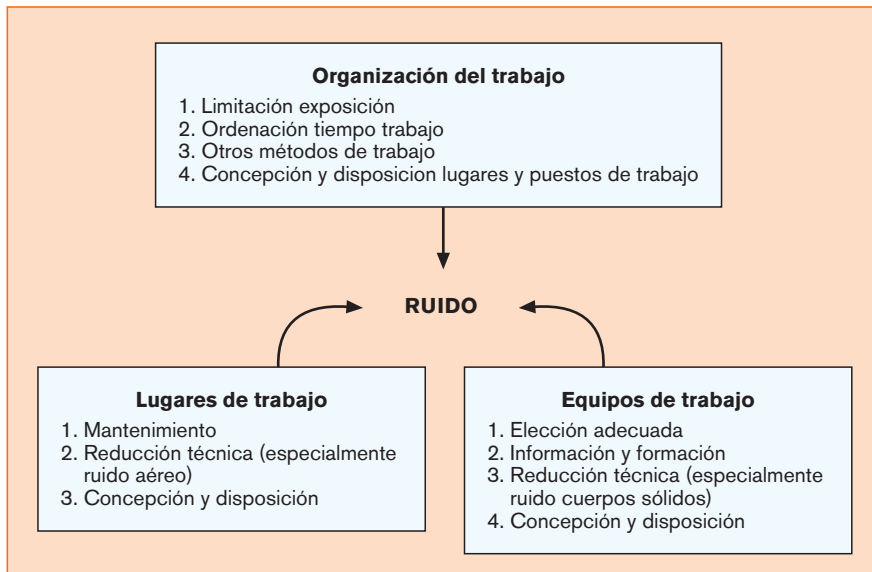 Organización del trabajo
1. Limitación exposición
2. Ordenación tiempo trabajo
3. Otros métodos de trabajo
4. Concepción y disposicion lugares y puestos de trabajo
RUIDO
Lugares de trabajo
1. Mantenimiento
2. Reducción técnica (especialmente
ruido aéreo)
3. Concepción y disposición
Equipos de trabajo
1. Elección adecuada
2. Información y formación
3. Reducción técnica (especialmente
ruido cuerpos sólidos)
4. Concepción y disposición